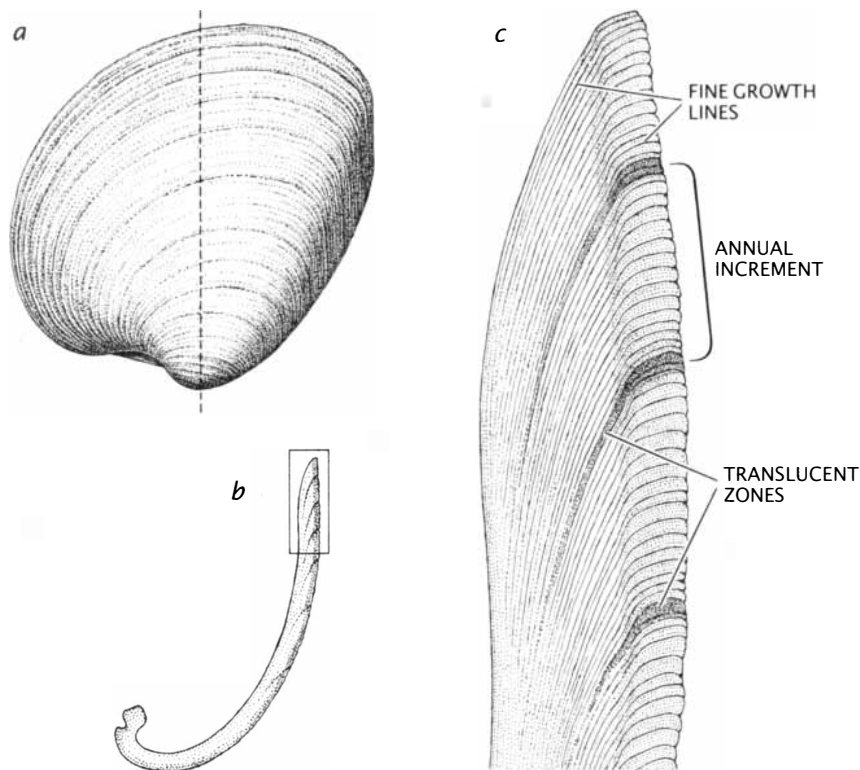 a
c
FINE GROWTH
LINES
ANNUAL
INCREMENT
b
TRANSLUCENT
ZONES